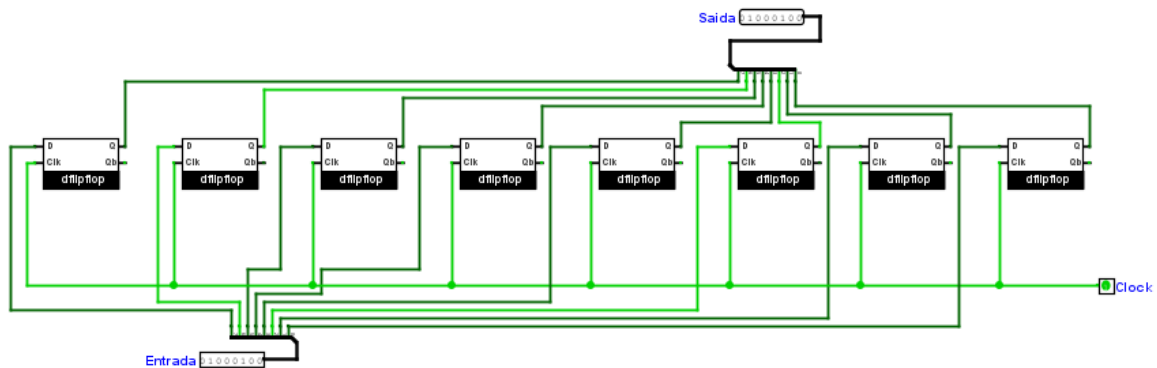 Saida 01000100
D Q D Q D Q D Q D Q D Q D Q D Q
Clk Qb Clk Qb Clk Qb Clk Qb Clk Qb Clk Qb Clk Qb Clk Qb
dflipflop dflipflop dflipflop dflipflop dflipflop dflipflop dflipflop dflipflop
Clock
Entrada 01000100